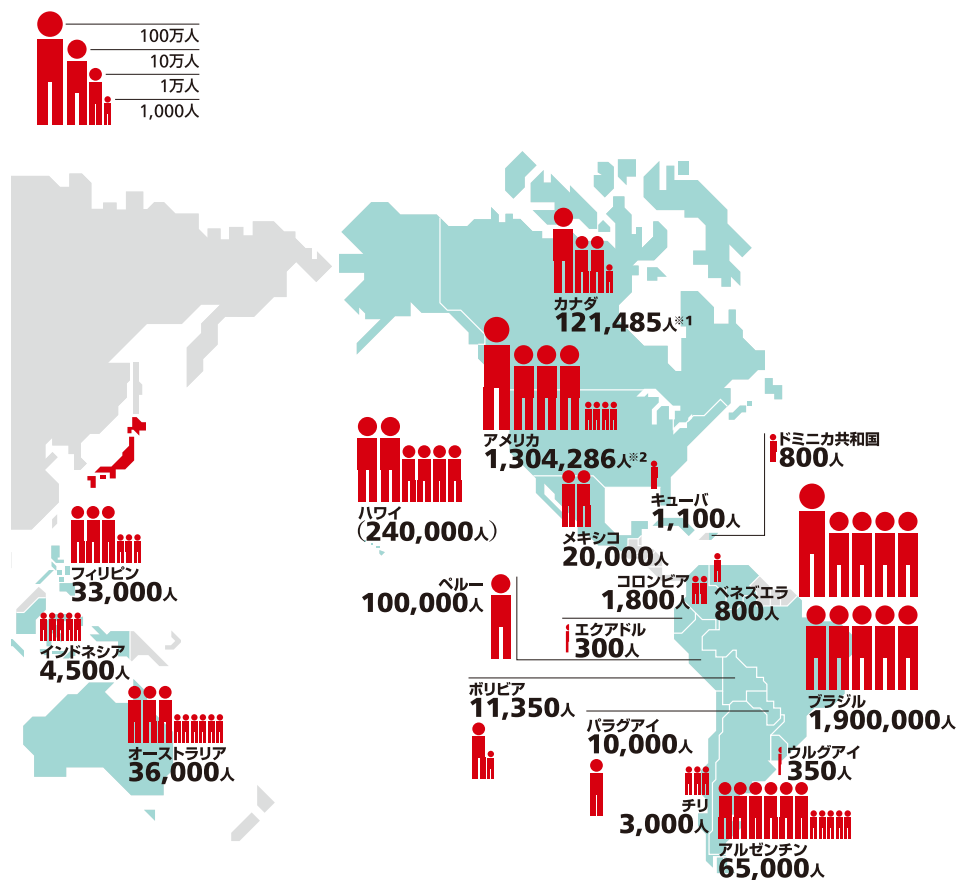 100万人
10万人
1万人
1,000人
カナダ
121,485人※1
アメリカ
1,304,286人※2
ドミニカ共和国
800人
ハワイ
(240,000人)
キューバ
1,100人
メキシコ
20,000人
フィリピン
33,000人
ペルー
100,000人
コロンビア
1,800人
ベネズエラ
800人
エクアドル
300人
インドネシア
4,500人
ボリビア
11,350人
ブラジル
1,900,000人
パラグアイ
10,000人
オーストラリア
36,000人
ウルグアイ
350人
チリ
3,000人
アルゼンチン
65,000人